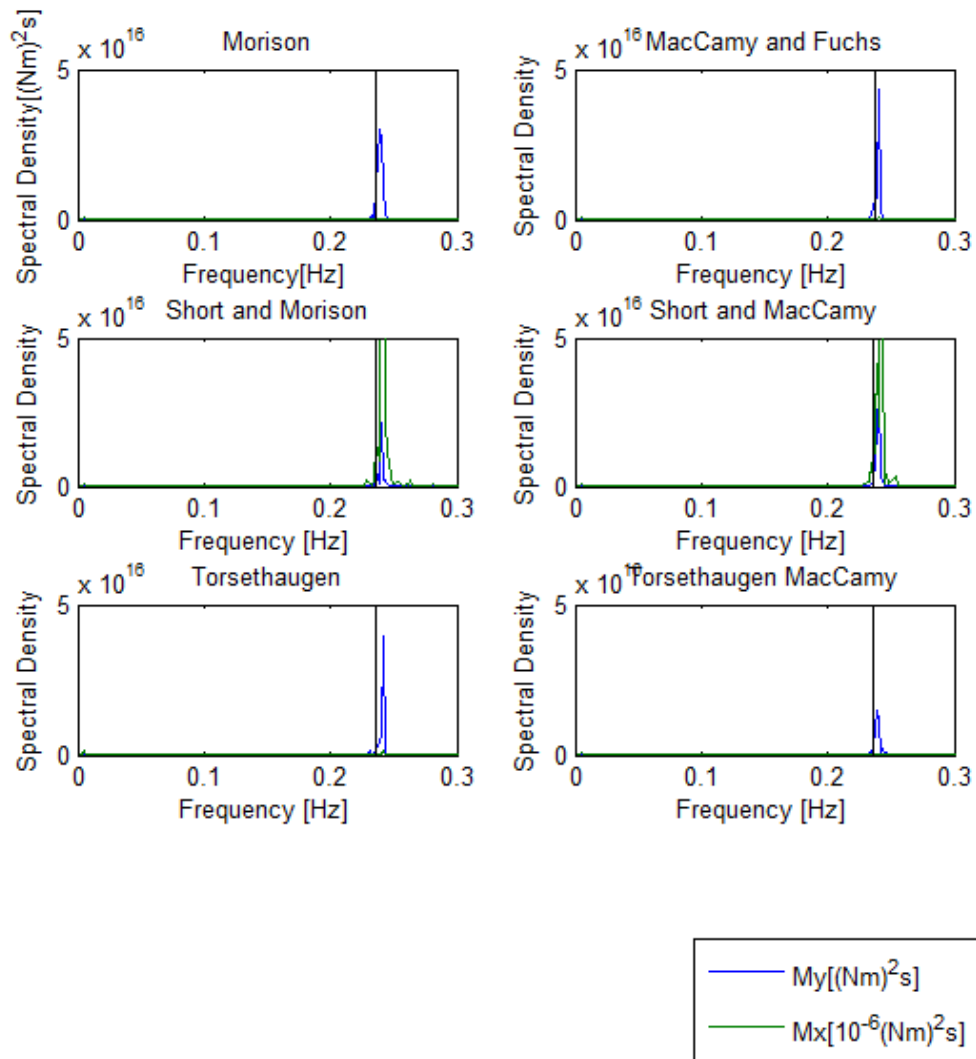 x 10^16 Morison
Spectral Density[(Nm)^2s]
5
0
0 0.1 0.2 0.3
Frequency[Hz]
x 10^16 MacCamy and Fuchs
Spectral Density
5
0
0 0.1 0.2 0.3
Frequency [Hz]
x 10^16 Short and Morison
Spectral Density
5
0
0 0.1 0.2 0.3
Frequency [Hz]
x 10^16 Short and MacCamy
Spectral Density
5
0
0 0.1 0.2 0.3
Frequency [Hz]
x 10^16 Torsethaugen
Spectral Density
5
0
0 0.1 0.2 0.3
Frequency [Hz]
x 10^16 Torsethaugen MacCamy
Spectral Density
5
0
0 0.1 0.2 0.3
Frequency [Hz]
My[(Nm)^2s]
Mx[10^-6(Nm)^2s]